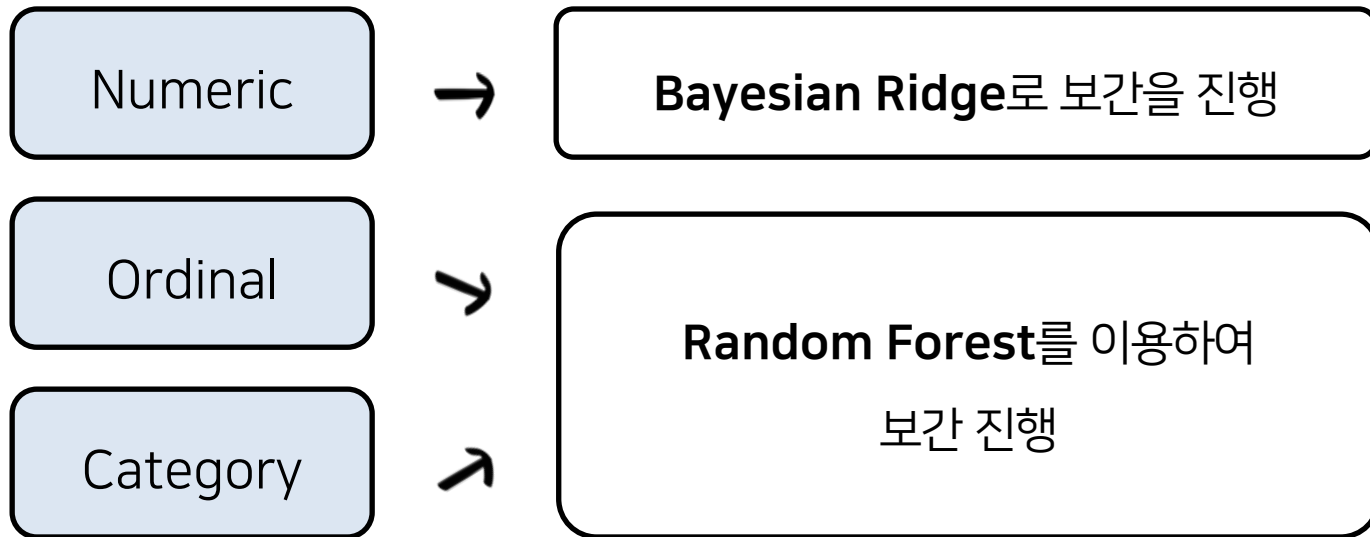 Numeric
Bayesian Ridge로 보간을 진행
Ordinal
Random Forest를 이용하여
보간 진행
Category